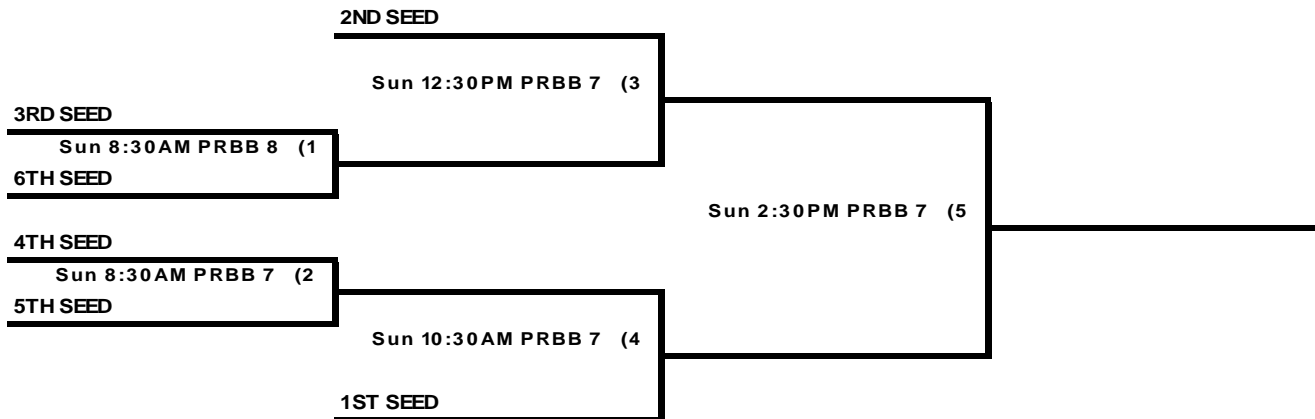 2ND SEED
Sun 12:30PM PRBB 7 (3
3RD SEED
Sun 8:30AM PRBB 8 (1
6TH SEED
Sun 2:30PM PRBB 7 (5
4TH SEED
Sun 8:30AM PRBB 7 (2
5TH SEED
Sun 10:30AM PRBB 7 (4
1ST SEED